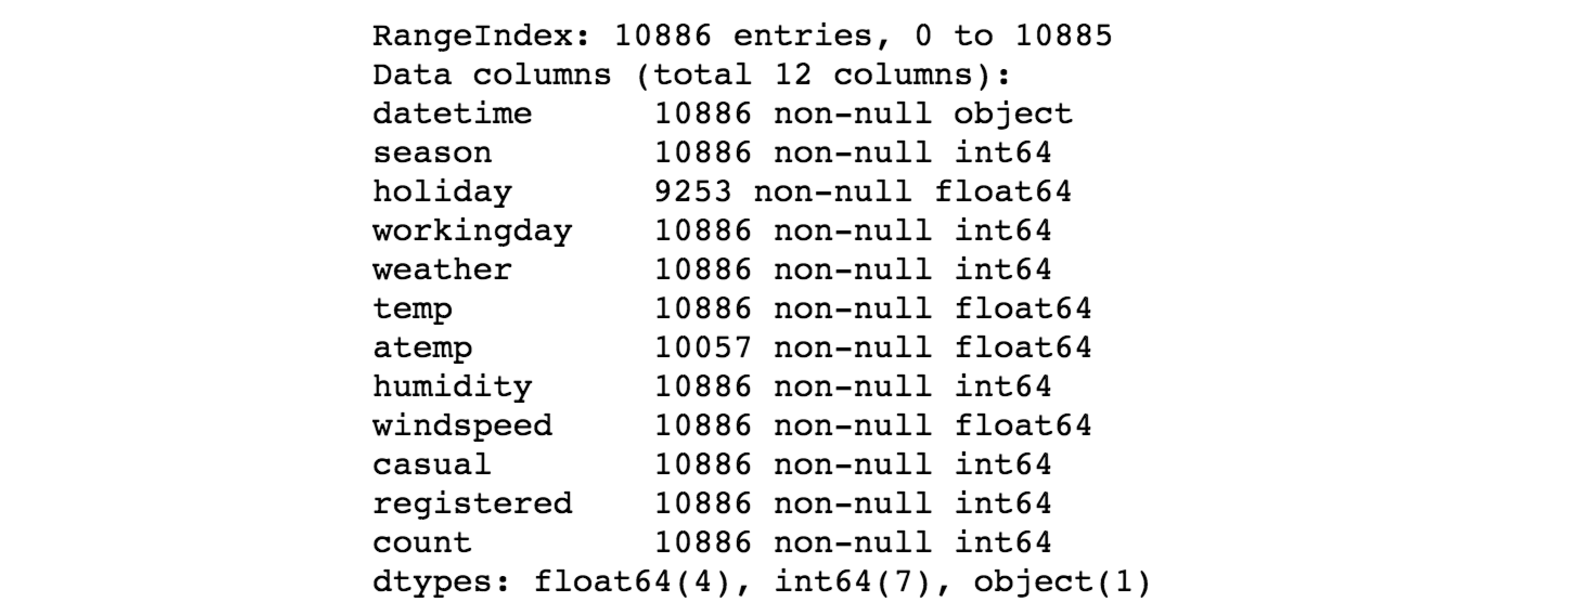 RangeIndex: 10886 entries, 0 to 10885
Data columns (total 12 columns):
datetime 10886 non-null object
season 10886 non-null int64
holiday 9253 non-null float64
workingday 10886 non-null int64
weather 10886 non-null int64
temp 10886 non-null float64
atemp 10057 non-null float64
humidity 10886 non-null int64
windspeed 10886 non-null float64
casual 10886 non-null int64
registered 10886 non-null int64
count 10886 non-null int64
dtypes: float64(4), int64(7), object(1)